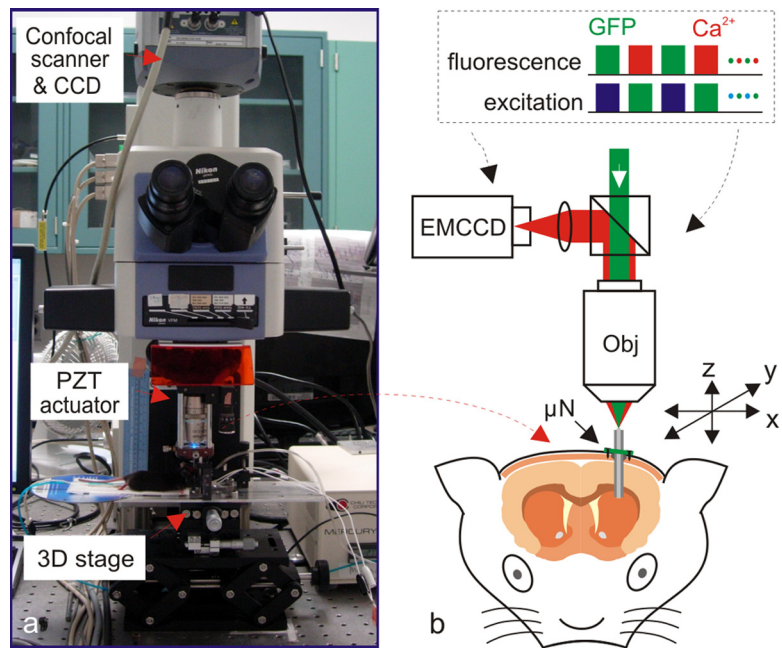 Confocal
scanner
& CCD
Nikon
PZT
actuator
3D stage
MERCURY
a
GFP Ca²⁺
fluorescence
excitation
EMCCD
Obj
z
y
x
µN
b